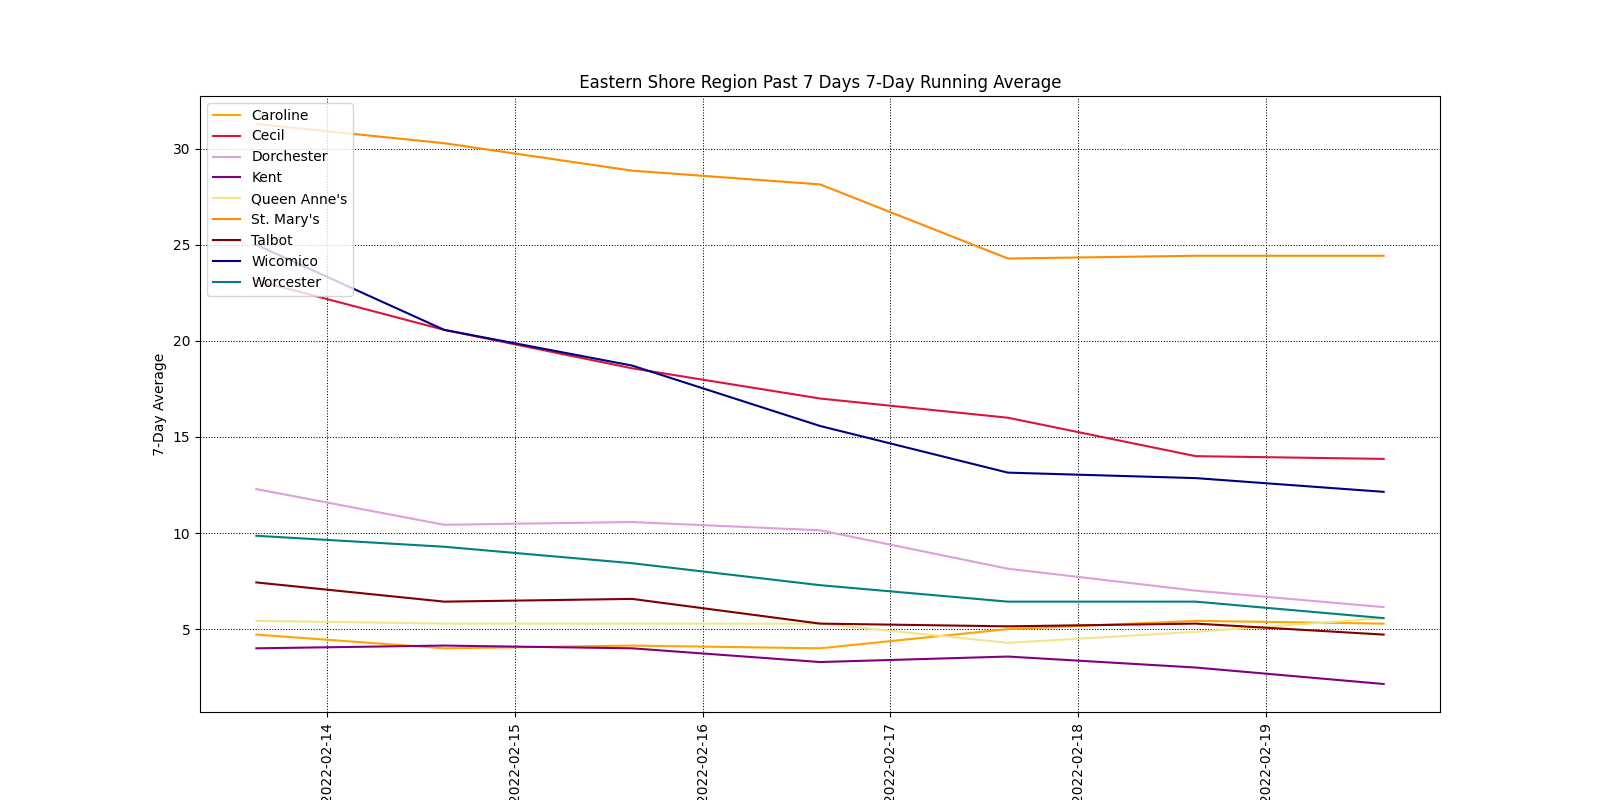 Eastern Shore Region Past 7 Days 7-Day Running Average
Caroline
Cecil
Dorchester
Kent
Queen Anne's
St. Mary's
Talbot
Wicomico
Worcester
30
25
20
15
10
5
7-Day Average
2022-02-14
2022-02-15
2022-02-16
2022-02-17
2022-02-18
2022-02-19